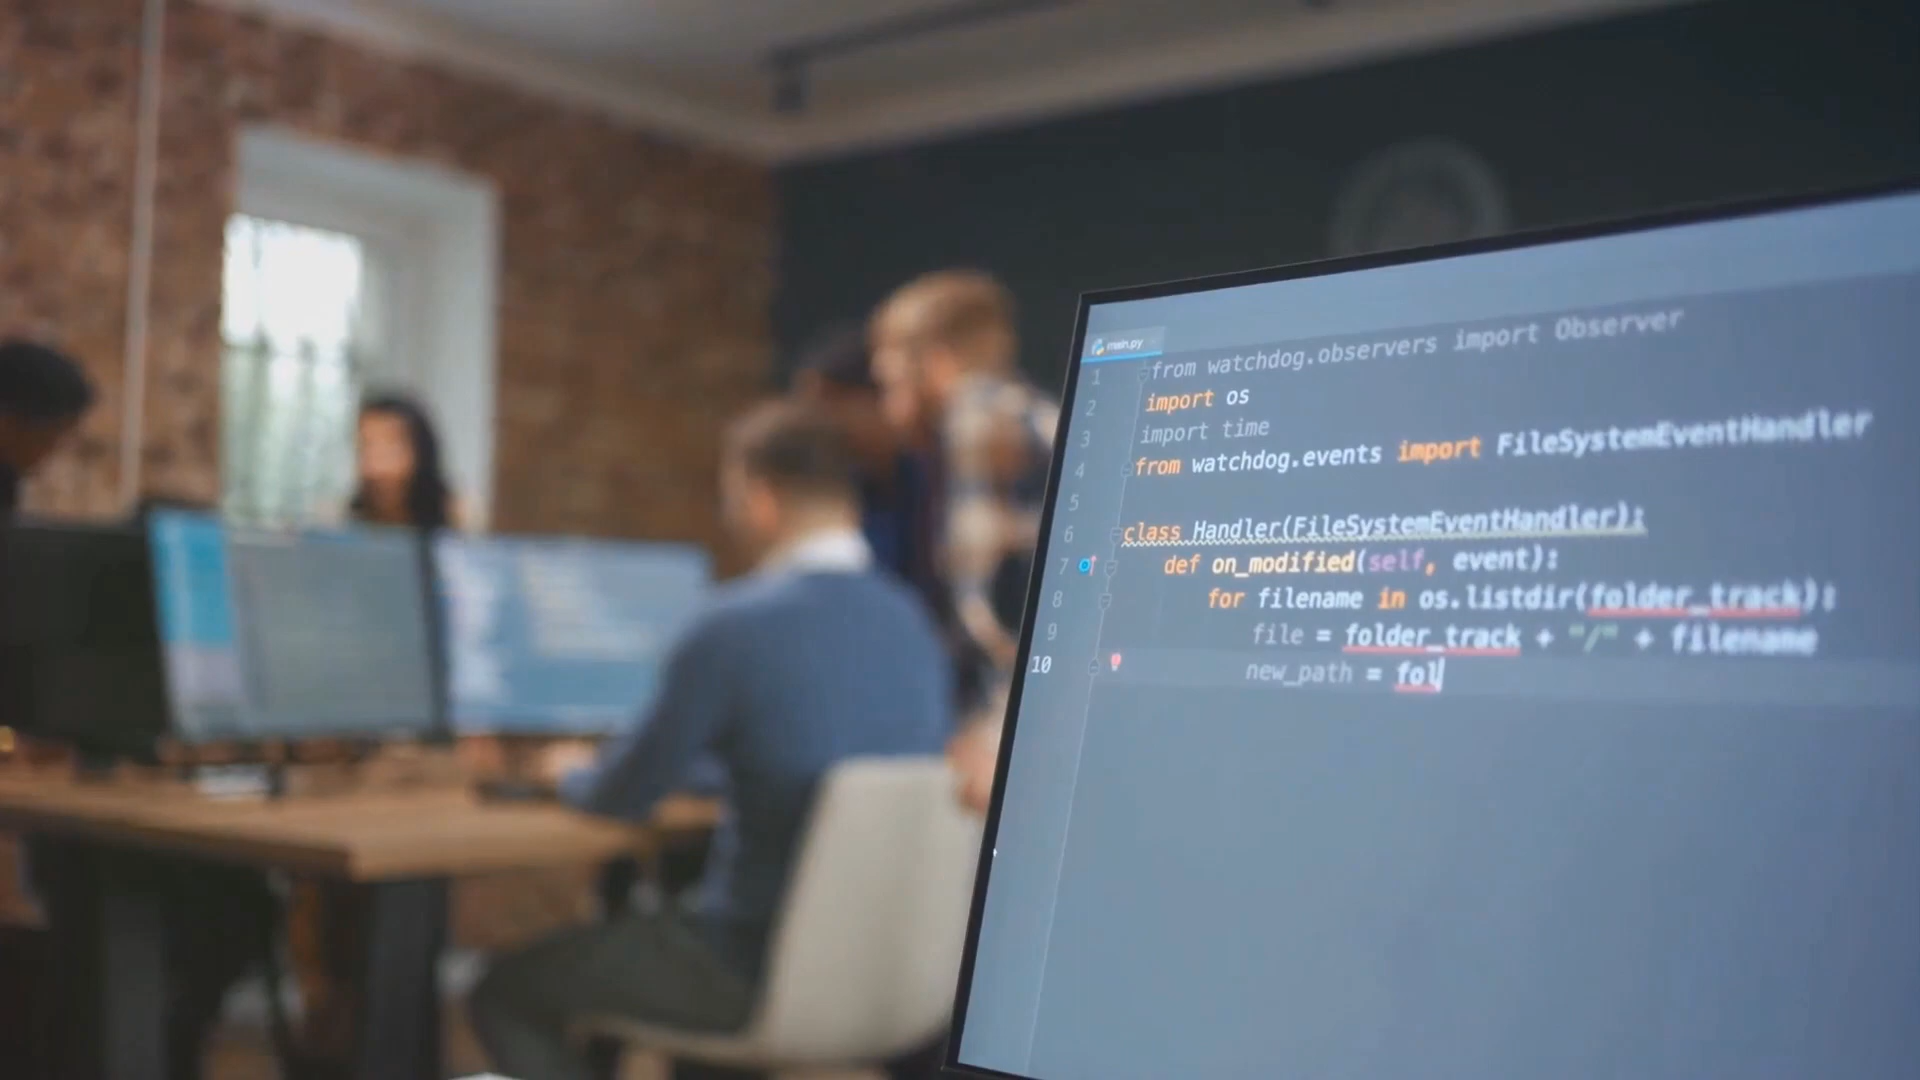 main.py
1 from watchdog.observers import Observer
2 import os
3 import time
4 from watchdog.events import FileSystemEventHandler
5
6 class Handler(FileSystemEventHandler):
7 def on_modified(self, event):
8 for filename in os.listdir(folder_track):
9 file = folder_track + "/" + filename
10 new_path = fol